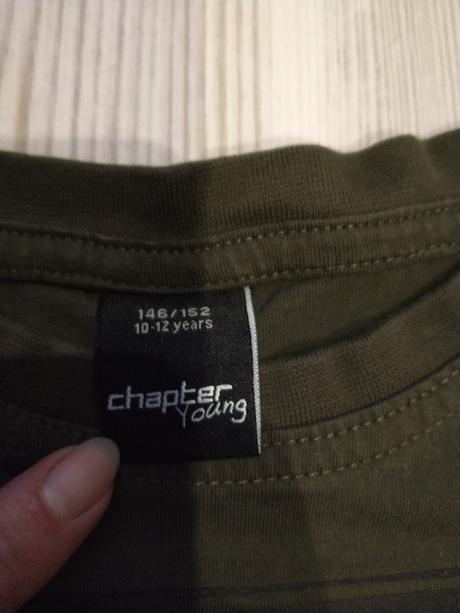 146/152
10-12 years
chapter
Young